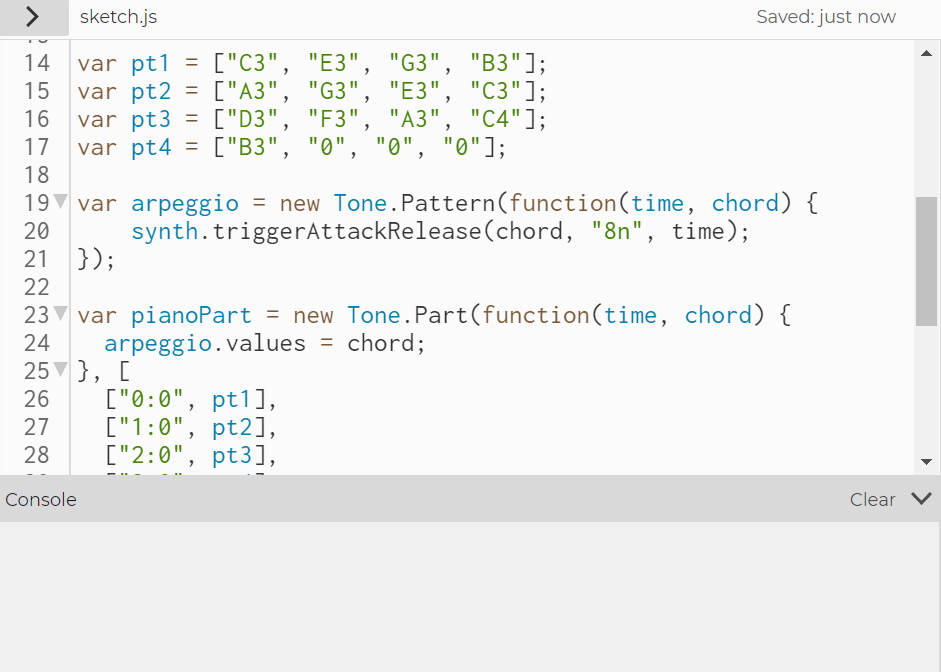 sketch.js
Saved: just now
14 var pt1 = ["C3", "E3", "G3", "B3"];
15 var pt2 = ["A3", "G3", "E3", "C3"];
16 var pt3 = ["D3", "F3", "A3", "C4"];
17 var pt4 = ["B3", "0", "0", "0"];
18
19 var arpeggio = new Tone.Pattern(function(time, chord) {
20     synth.triggerAttackRelease(chord, "8n", time);
21 });
22
23 var pianoPart = new Tone.Part(function(time, chord) {
24   arpeggio.values = chord;
25 }, [
26   ["0:0", pt1],
27   ["1:0", pt2],
28   ["2:0", pt3],
Console
Clear